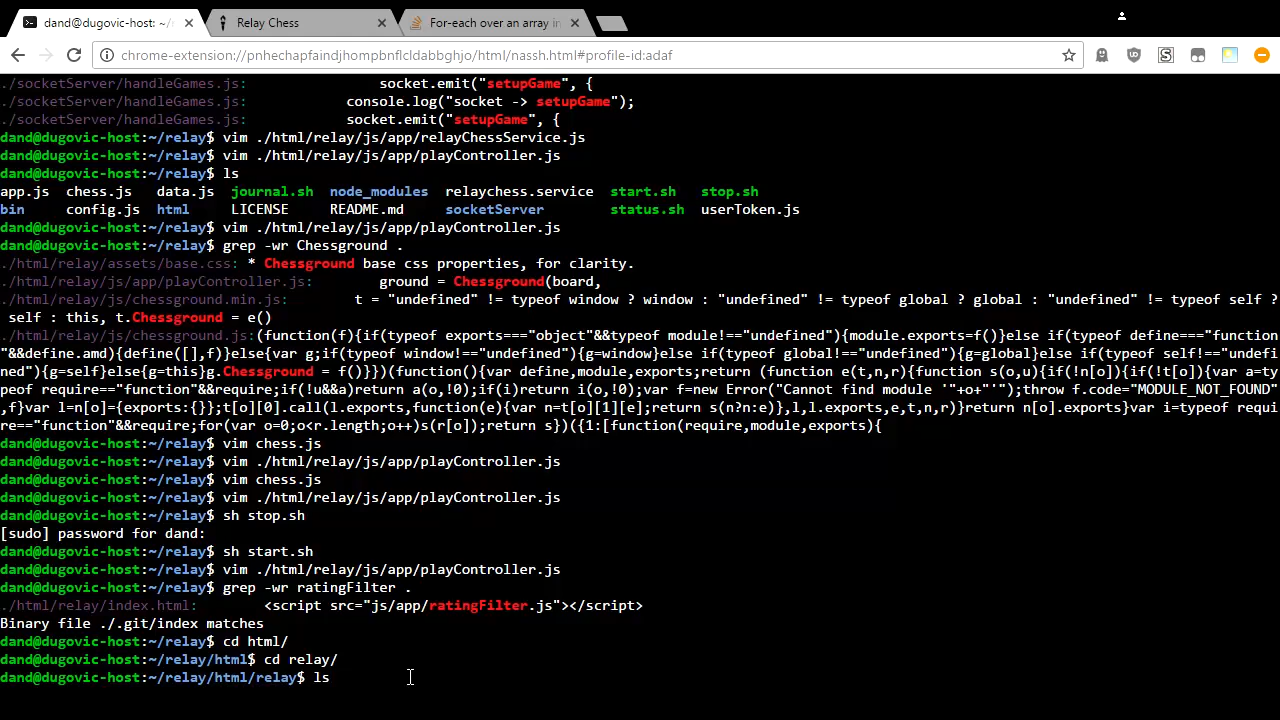 dand@dugovic-host: ~/
Relay Chess
For-each over an array in
chrome-extension://pnhechapfaindjhompbnflcldabbghjo/html/nassh.html#profile-id:adaf
./socketServer/handleGames.js:                socket.emit("setupGame", {
./socketServer/handleGames.js:            console.log("socket -> setupGame");
./socketServer/handleGames.js:            socket.emit("setupGame", {
dand@dugovic-host:~/relay$ vim ./html/relay/js/app/relayChessService.js
dand@dugovic-host:~/relay$ vim ./html/relay/js/app/playController.js
dand@dugovic-host:~/relay$ ls
app.js  chess.js   data.js     journal.sh  node_modules  relaychess.service  start.sh   stop.sh
bin     config.js  html        LICENSE     README.md     socketServer        status.sh  userToken.js
dand@dugovic-host:~/relay$ vim ./html/relay/js/app/playController.js
dand@dugovic-host:~/relay$ grep -wr Chessground .
./html/relay/assets/base.css: * Chessground base css properties, for clarity.
./html/relay/js/app/playController.js:        ground = Chessground(board,
./html/relay/js/chessground.min.js:        t = "undefined" != typeof window ? window : "undefined" != typeof global ? global : "undefined" != typeof self ?
 self : this, t.Chessground = e()
./html/relay/js/chessground.js:(function(f){if(typeof exports==="object"&&typeof module!=="undefined"){module.exports=f()}else if(typeof define==="function
"&&define.amd){define([],f)}else{var g;if(typeof window!=="undefined"){g=window}else if(typeof global!=="undefined"){g=global}else if(typeof self!=="undefi
ned"){g=self}else{g=this}g.Chessground = f()}})(function(){var define,module,exports;return (function e(t,n,r){function s(o,u){if(!n[o]){if(!t[o]){var a=ty
peof require=="function"&&require;if(!u&&a)return a(o,!0);if(i)return i(o,!0);var f=new Error("Cannot find module '"+o+"'");throw f.code="MODULE_NOT_FOUND"
,f}var l=n[o]={exports:{}};t[o][0].call(l.exports,function(e){var n=t[o][1][e];return s(n?n:e)},l,l.exports,e,t,n,r)}return n[o].exports}var i=typeof requi
re=="function"&&require;for(var o=0;o<r.length;o++)s(r[o]);return s})({1:[function(require,module,exports){
dand@dugovic-host:~/relay$ vim chess.js
dand@dugovic-host:~/relay$ vim ./html/relay/js/app/playController.js
dand@dugovic-host:~/relay$ vim chess.js
dand@dugovic-host:~/relay$ vim ./html/relay/js/app/playController.js
dand@dugovic-host:~/relay$ sh stop.sh
[sudo] password for dand:
dand@dugovic-host:~/relay$ sh start.sh
dand@dugovic-host:~/relay$ vim ./html/relay/js/app/playController.js
dand@dugovic-host:~/relay$ grep -wr ratingFilter .
./html/relay/index.html:        <script src="js/app/ratingFilter.js"></script>
Binary file ./.git/index matches
dand@dugovic-host:~/relay$ cd html/
dand@dugovic-host:~/relay/html$ cd relay/
dand@dugovic-host:~/relay/html/relay$ ls